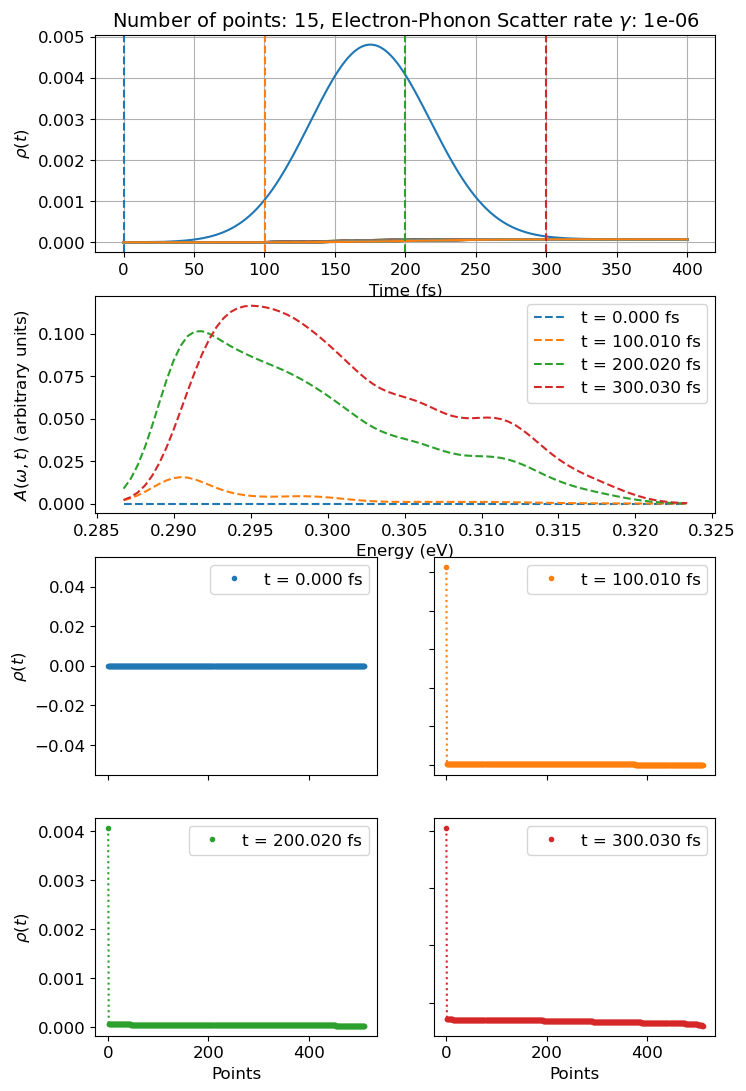 Number of points: 15, Electron-Phonon Scatter rate γ: 1e-06
0.005
0.004
0.003
0.002
0.001
0.000
ρ(t)
0 50 100 150 200 250 300 350 400
Time (fs)
0.100
0.075
0.050
0.025
0.000
A(ω, t) (arbitrary units)
t = 0.000 fs
t = 100.010 fs
t = 200.020 fs
t = 300.030 fs
0.285 0.290 0.295 0.300 0.305 0.310 0.315 0.320 0.325
Energy (eV)
0.04
0.02
0.00
−0.02
−0.04
ρ(t)
t = 0.000 fs
t = 100.010 fs
0.004
0.003
0.002
0.001
0.000
ρ(t)
t = 200.020 fs
0 200 400
Points
t = 300.030 fs
0 200 400
Points